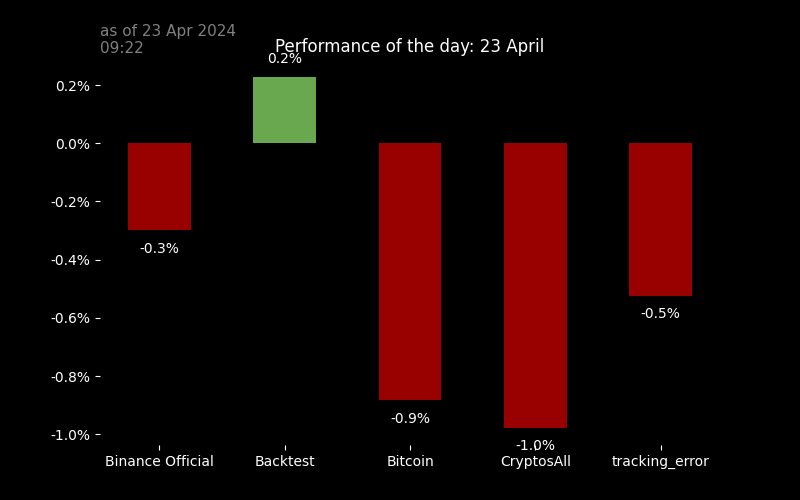 as of 23 Apr 2024
09:22
Performance of the day: 23 April
0.2%
0.2%
0.0%
-0.2%
-0.3%
-0.4%
-0.5%
-0.6%
-0.8%
-0.9%
-1.0%
-1.0%
Binance Official
Backtest
Bitcoin
CryptosAll
tracking_error